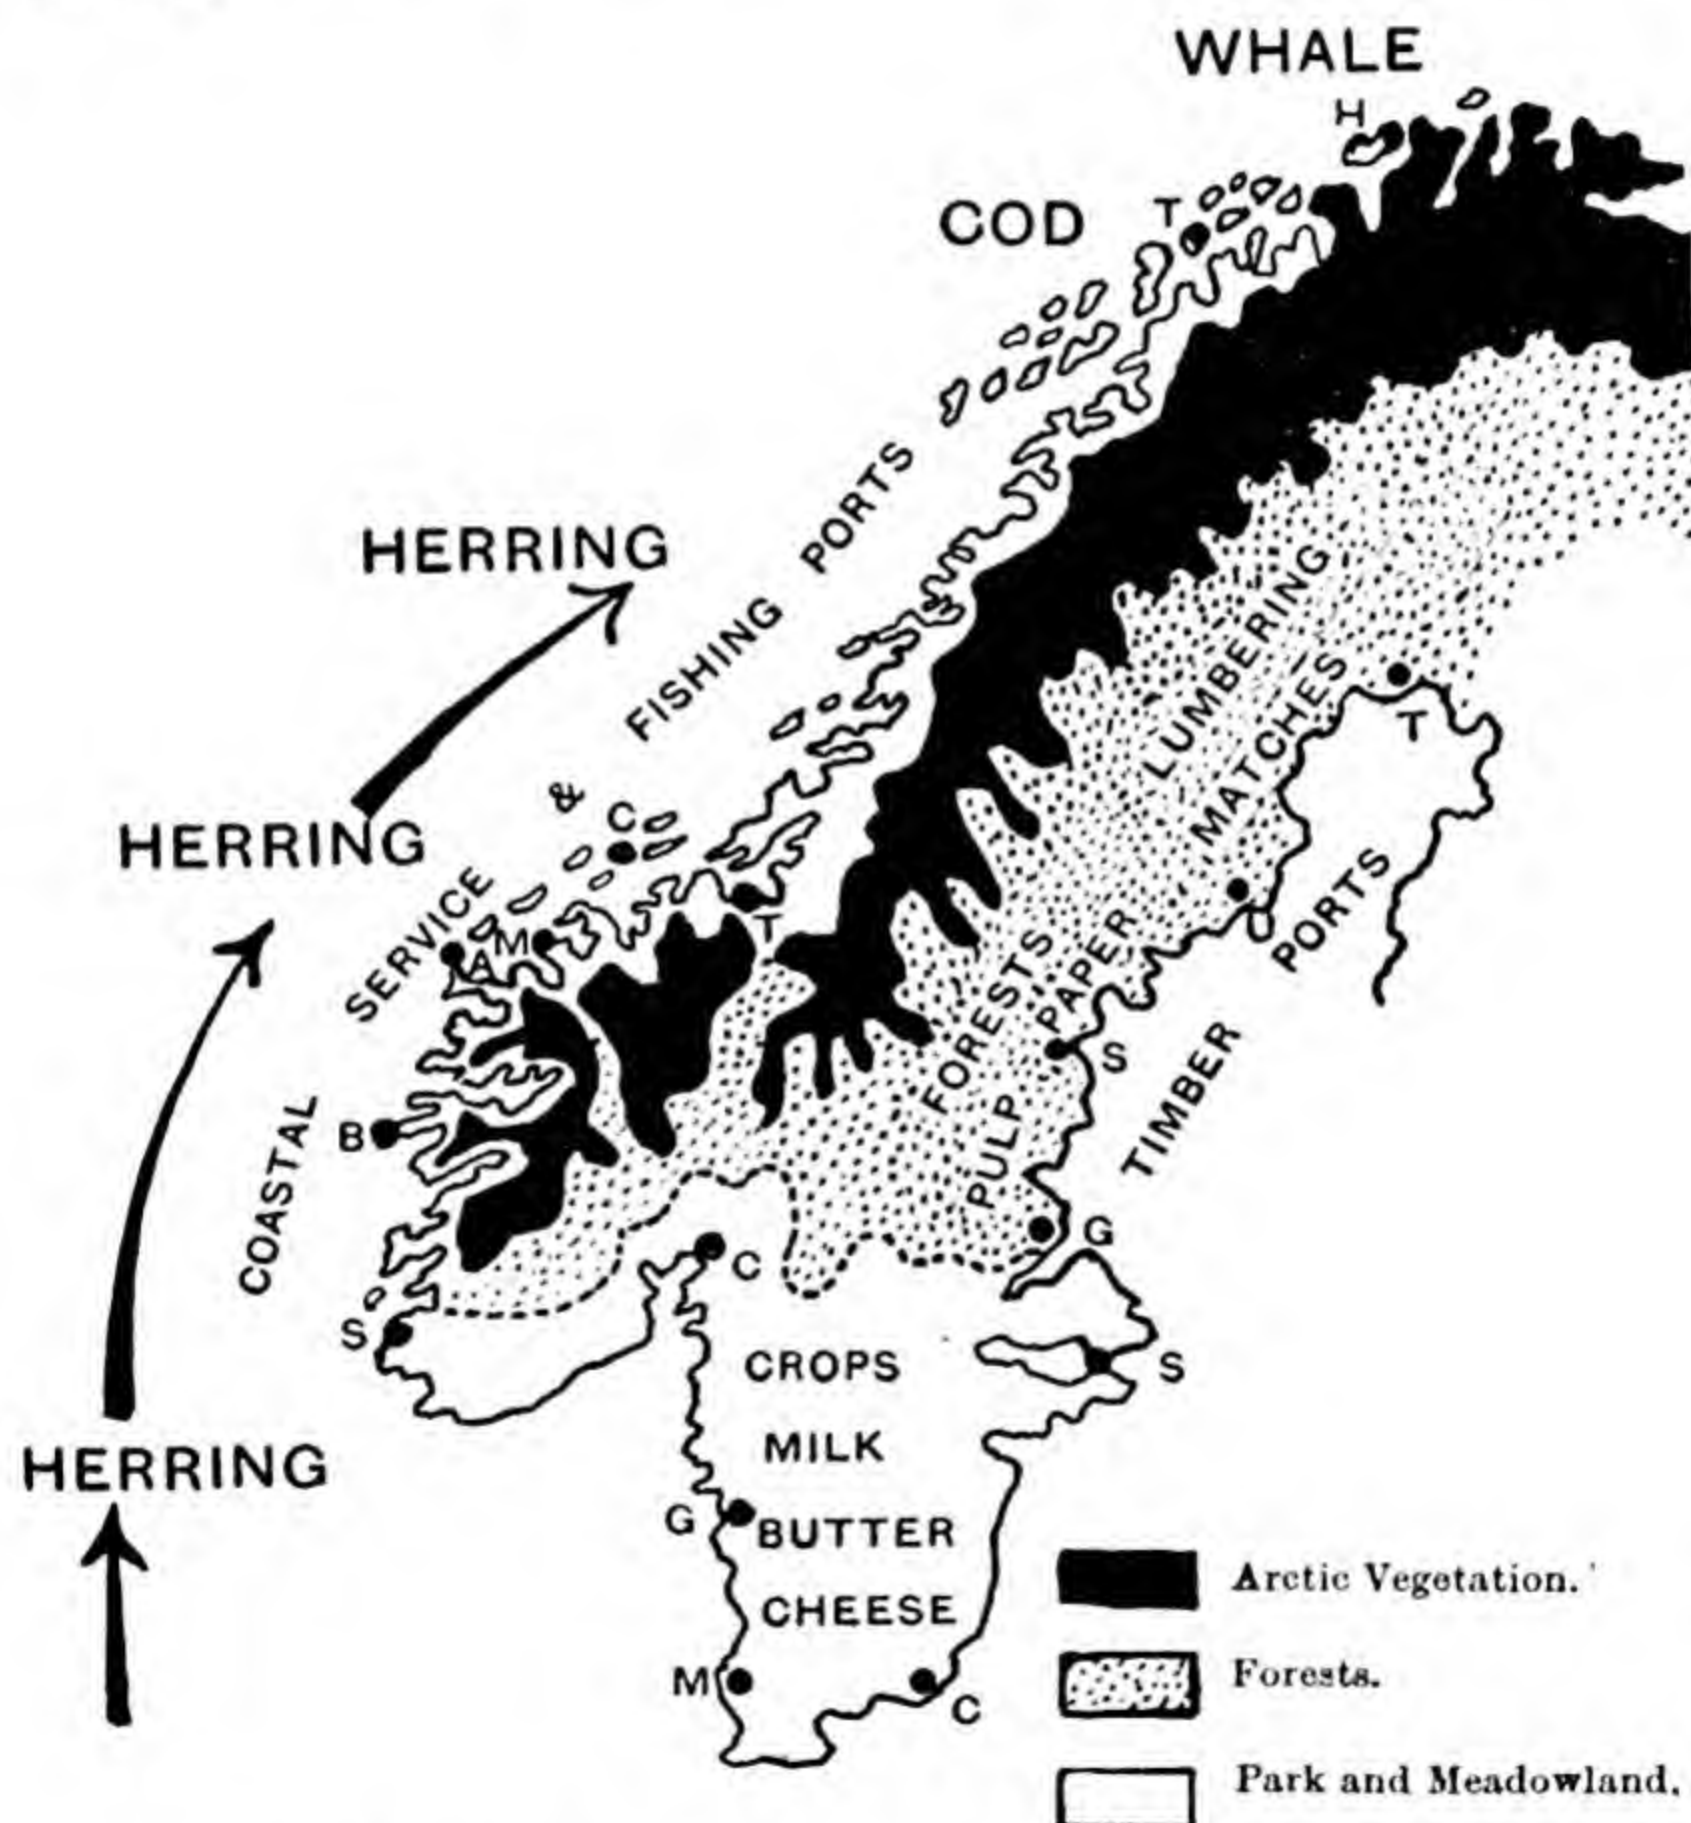 WHALE
H
COD
T
HERRING
COASTAL SERVICE & FISHING PORTS
LUMBERING
MATCHES
T
C
HERRING
M
A
T
FORESTS
PULP PAPER
S
TIMBER PORTS
B
G
C
S
CROPS
S
MILK
HERRING
G
BUTTER
CHEESE
M
C
Arctic Vegetation.
Forests.
Park and Meadowland.